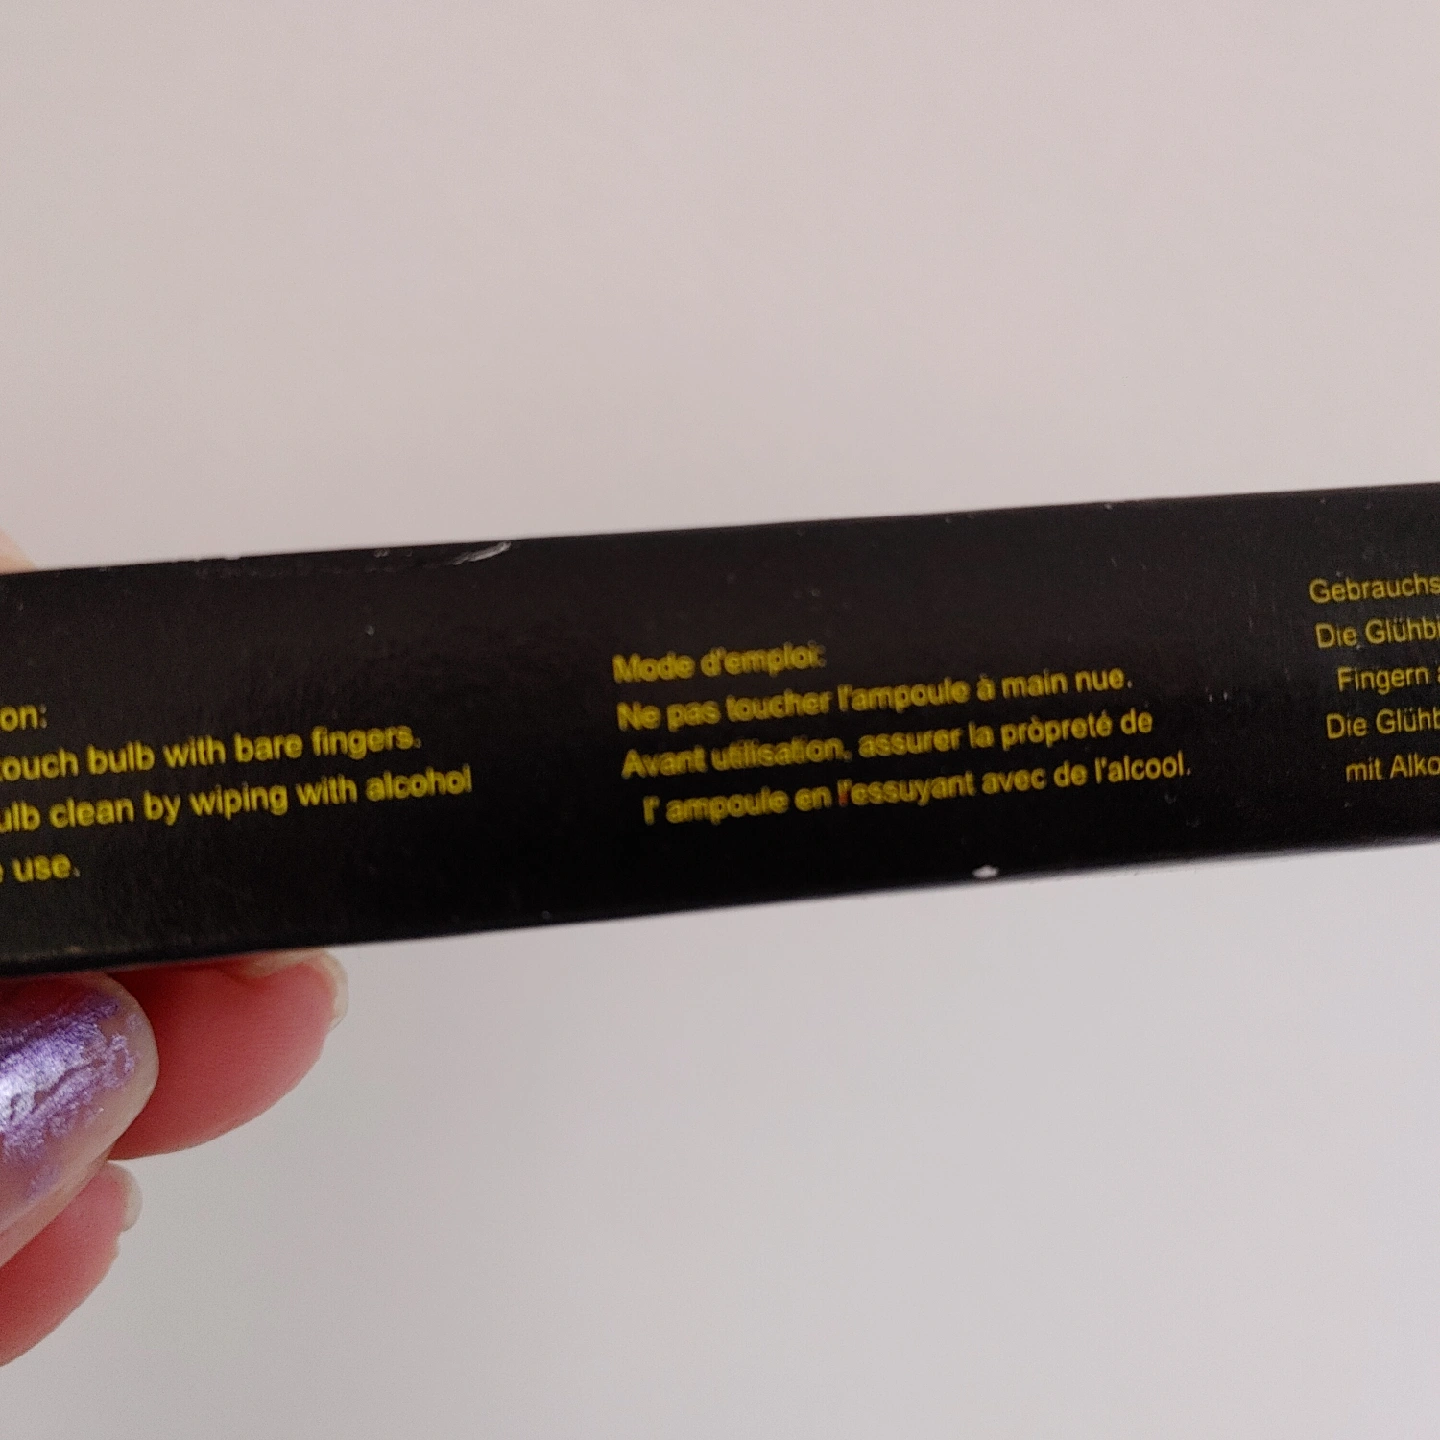 on:
touch bulb with bare fingers.
ulb clean by wiping with alcohol
e use.
Mode d'emploi:
Ne pas toucher l'ampoule à main nue.
Avant utilisation, assurer la pròpreté de
l' ampoule en l'essuyant avec de l'alcool.
Gebrauchs
Die Glühbi
Fingern a
Die Glühb
mit Alko